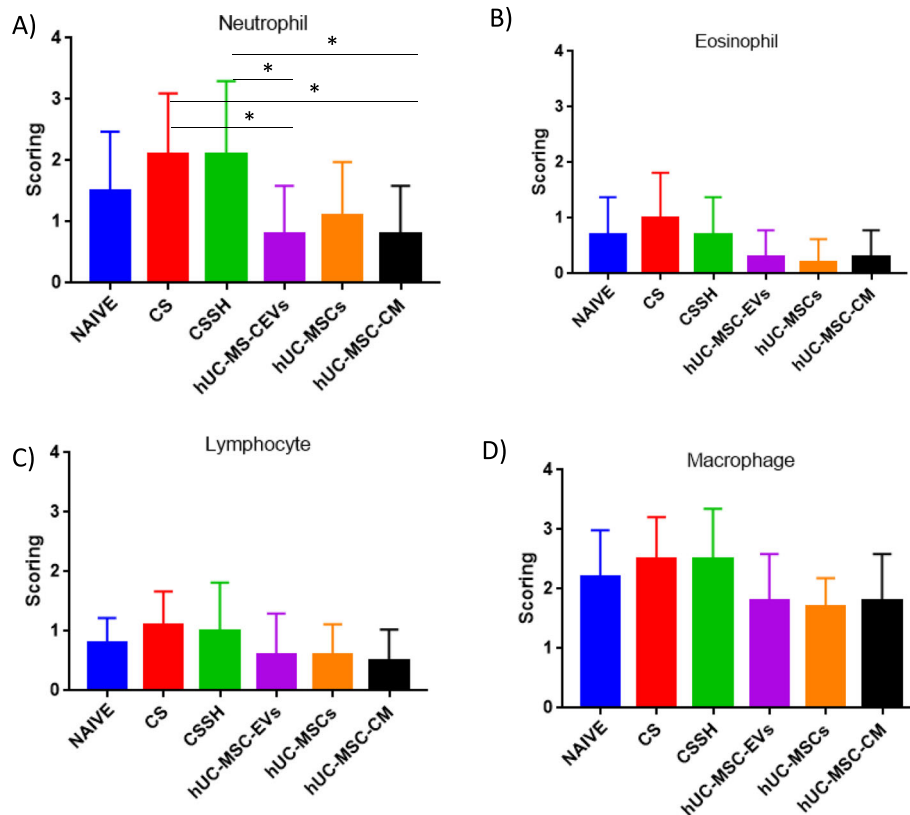 A)
Neutrophil
*
*
*
*
Scoring
4
3
2
1
0
NAIVE
CS
CSSH
hUC-MS-CEVs
hUC-MSCs
hUC-MSC-CM
B)
Eosinophil
Scoring
4
3
2
1
0
NAIVE
CS
CSSH
hUC-MSC-EVs
hUC-MSCs
hUC-MSC-CM
C)
Lymphocyte
Scoring
4
3
2
1
0
NAIVE
CS
CSSH
hUC-MSC-EVs
hUC-MSCs
hUC-MSC-CM
D)
Macrophage
Scoring
4
3
2
1
0
NAIVE
CS
CSSH
hUC-MSC-EVs
hUC-MSCs
hUC-MSC-CM